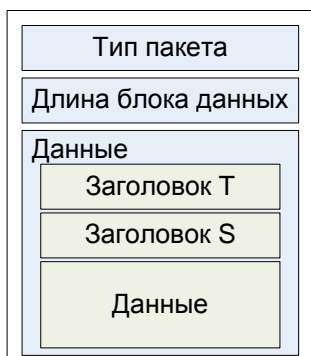 Тип пакета
Длина блока данных
Данные
Заголовок T
Заголовок S
Данные